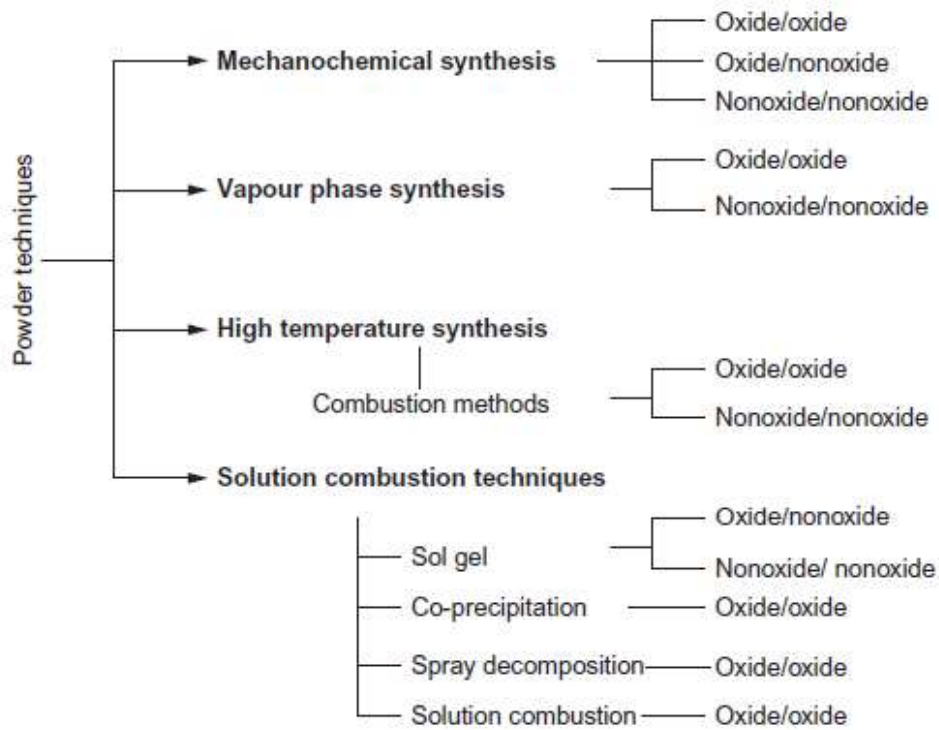 Powder techniques
Mechanochemical synthesis
Oxide/oxide
Oxide/nonoxide
Nonoxide/nonoxide
Vapour phase synthesis
Oxide/oxide
Nonoxide/nonoxide
High temperature synthesis
Combustion methods
Oxide/oxide
Nonoxide/nonoxide
Solution combustion techniques
Sol gel
Oxide/nonoxide
Nonoxide/ nonoxide
Co-precipitation
Oxide/oxide
Spray decomposition
Oxide/oxide
Solution combustion
Oxide/oxide